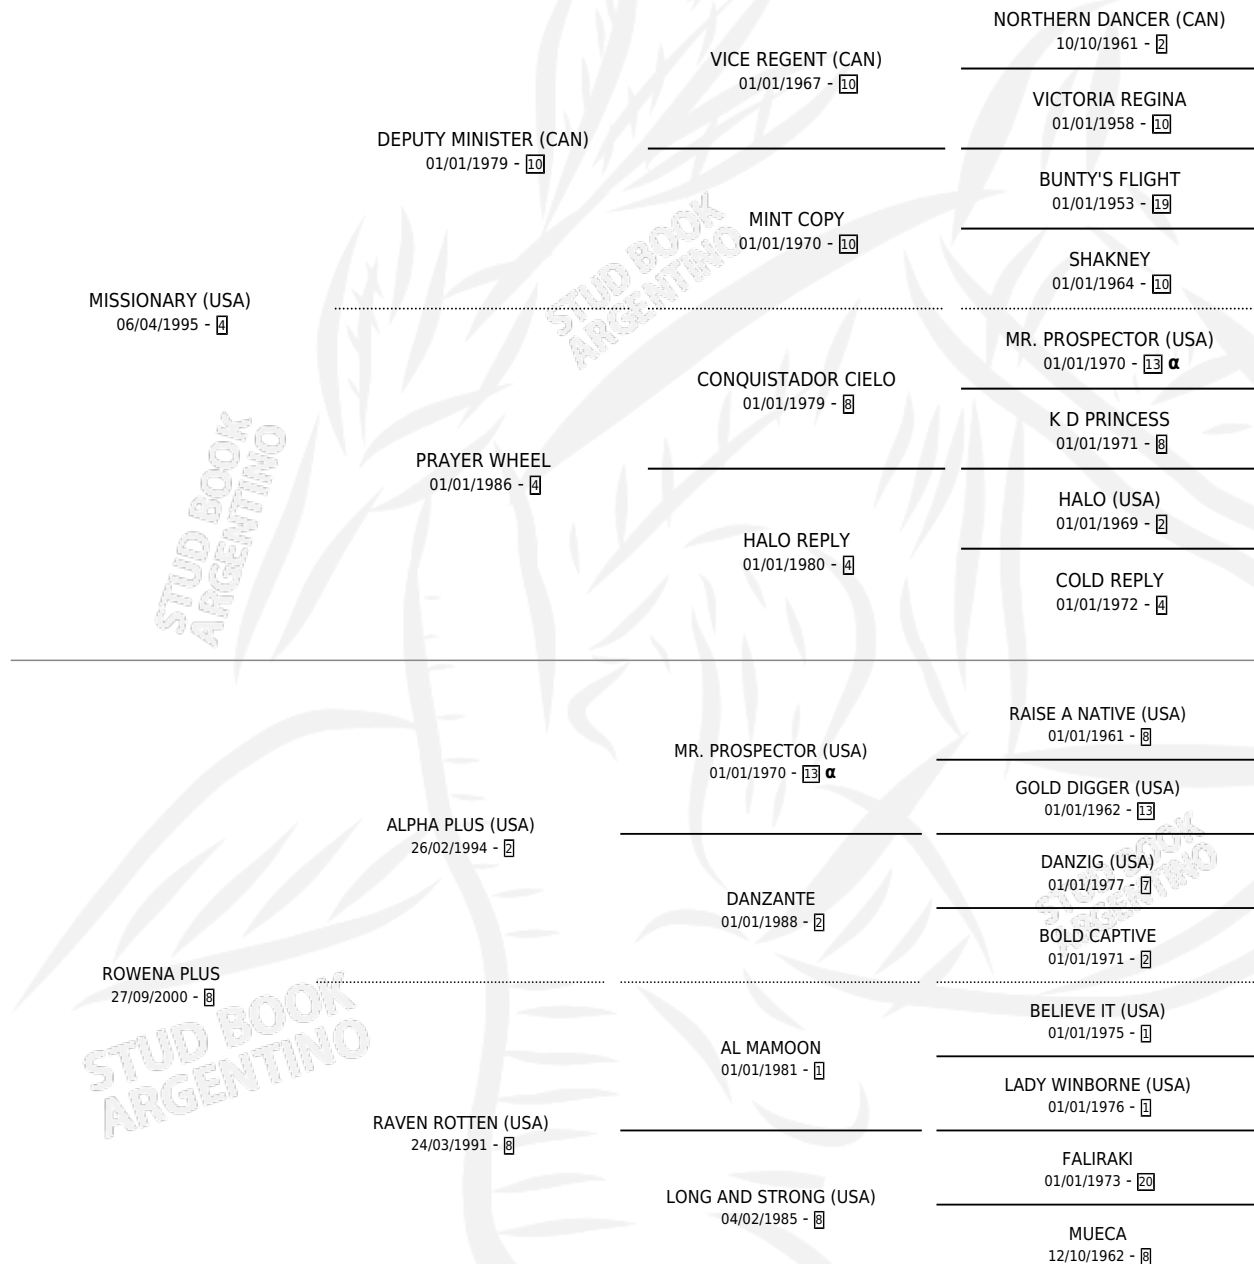 NORTHERN DANCER (CAN)
10/10/1961 - 2
VICE REGENT (CAN)
01/01/1967 - 10
VICTORIA REGINA
01/01/1958 - 10
DEPUTY MINISTER (CAN)
01/01/1979 - 10
BUNTY'S FLIGHT
01/01/1953 - 19
MINT COPY
01/01/1970 - 10
SHAKNEY
01/01/1964 - 10
MISSIONARY (USA)
06/04/1995 - 4
MR. PROSPECTOR (USA)
01/01/1970 - 13 α
CONQUISTADOR CIELO
01/01/1979 - 8
K D PRINCESS
01/01/1971 - 8
PRAYER WHEEL
01/01/1986 - 4
HALO (USA)
01/01/1969 - 2
HALO REPLY
01/01/1980 - 4
COLD REPLY
01/01/1972 - 4
RAISE A NATIVE (USA)
01/01/1961 - 8
MR. PROSPECTOR (USA)
01/01/1970 - 13 α
GOLD DIGGER (USA)
01/01/1962 - 13
ALPHA PLUS (USA)
26/02/1994 - 2
DANZIG (USA)
01/01/1977 - 7
DANZANTE
01/01/1988 - 2
BOLD CAPTIVE
01/01/1971 - 2
ROWENA PLUS
27/09/2000 - 8
BELIEVE IT (USA)
01/01/1975 - 1
AL MAMOON
01/01/1981 - 1
LADY WINBORNE (USA)
01/01/1976 - 1
RAVEN ROTTEN (USA)
24/03/1991 - 8
FALIRAKI
01/01/1973 - 20
LONG AND STRONG (USA)
04/02/1985 - 8
MUECA
12/10/1962 - 8
STUD BOOK
ARGENTINO
STUD BOOK
ARGENTINO
STUD BOOK
ARGENTINO
STUD BOOK
ARGENTINO